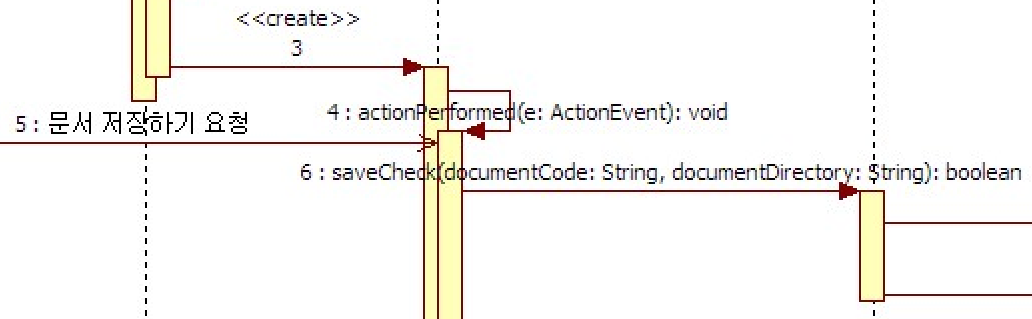 <<create>>
3
4 : actionPerformed(e: ActionEvent): void
5 : 문서 저장하기 요청
6 : saveCheck(documentCode: String, documentDirectory: String): boolean